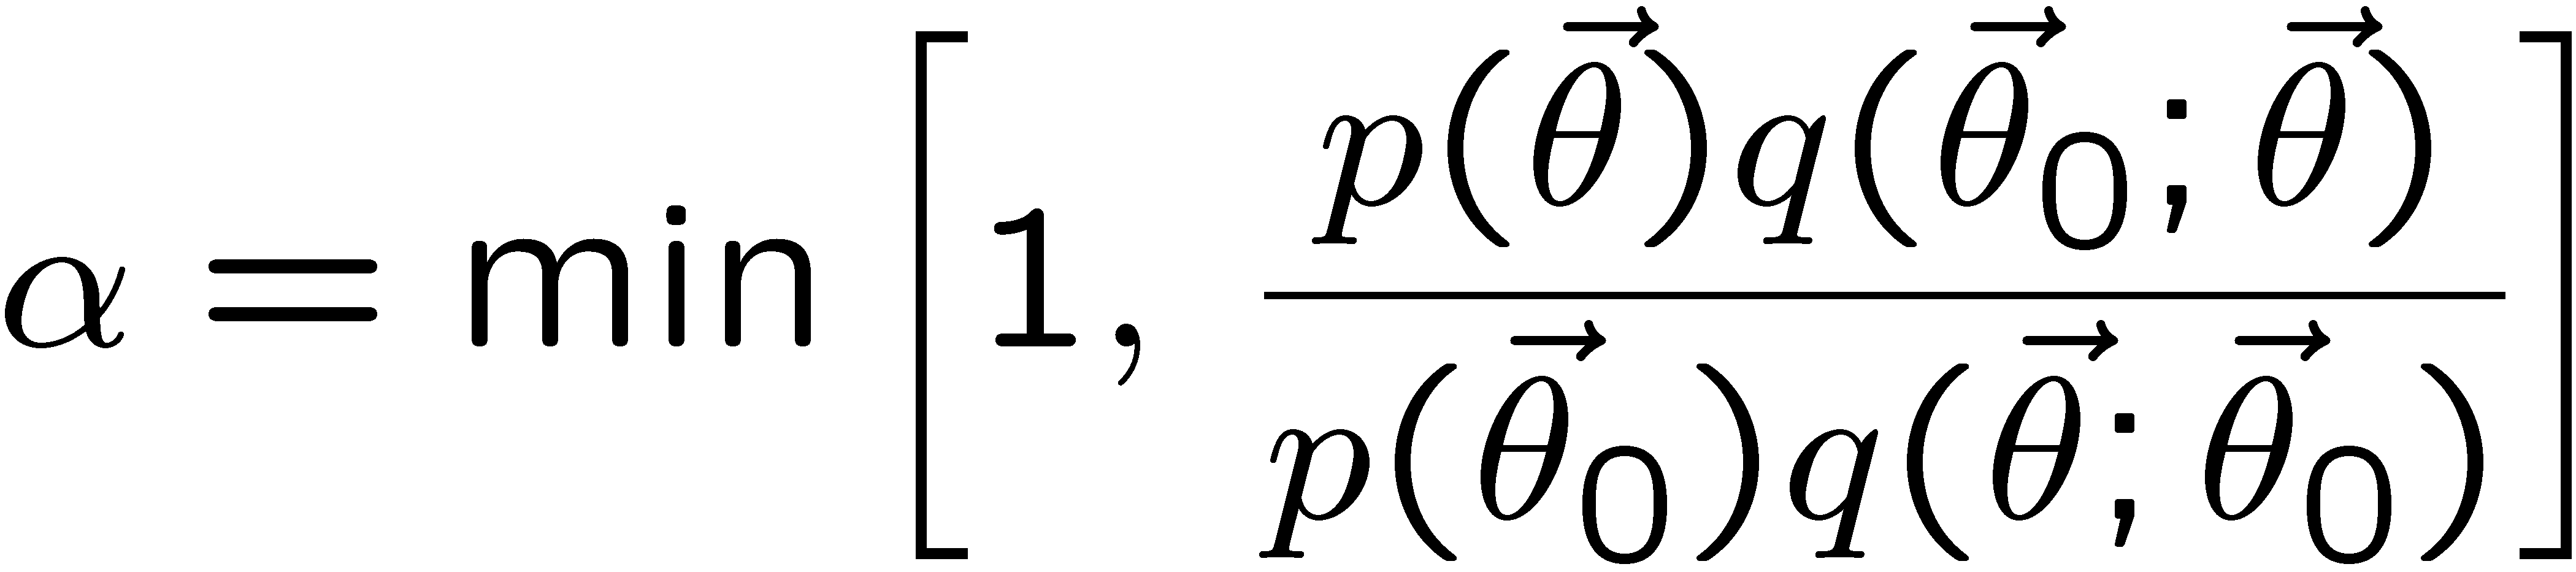 α = min [1, p(θ⃗)q(θ⃗₀; θ⃗) / p(θ⃗₀)q(θ⃗; θ⃗₀)]